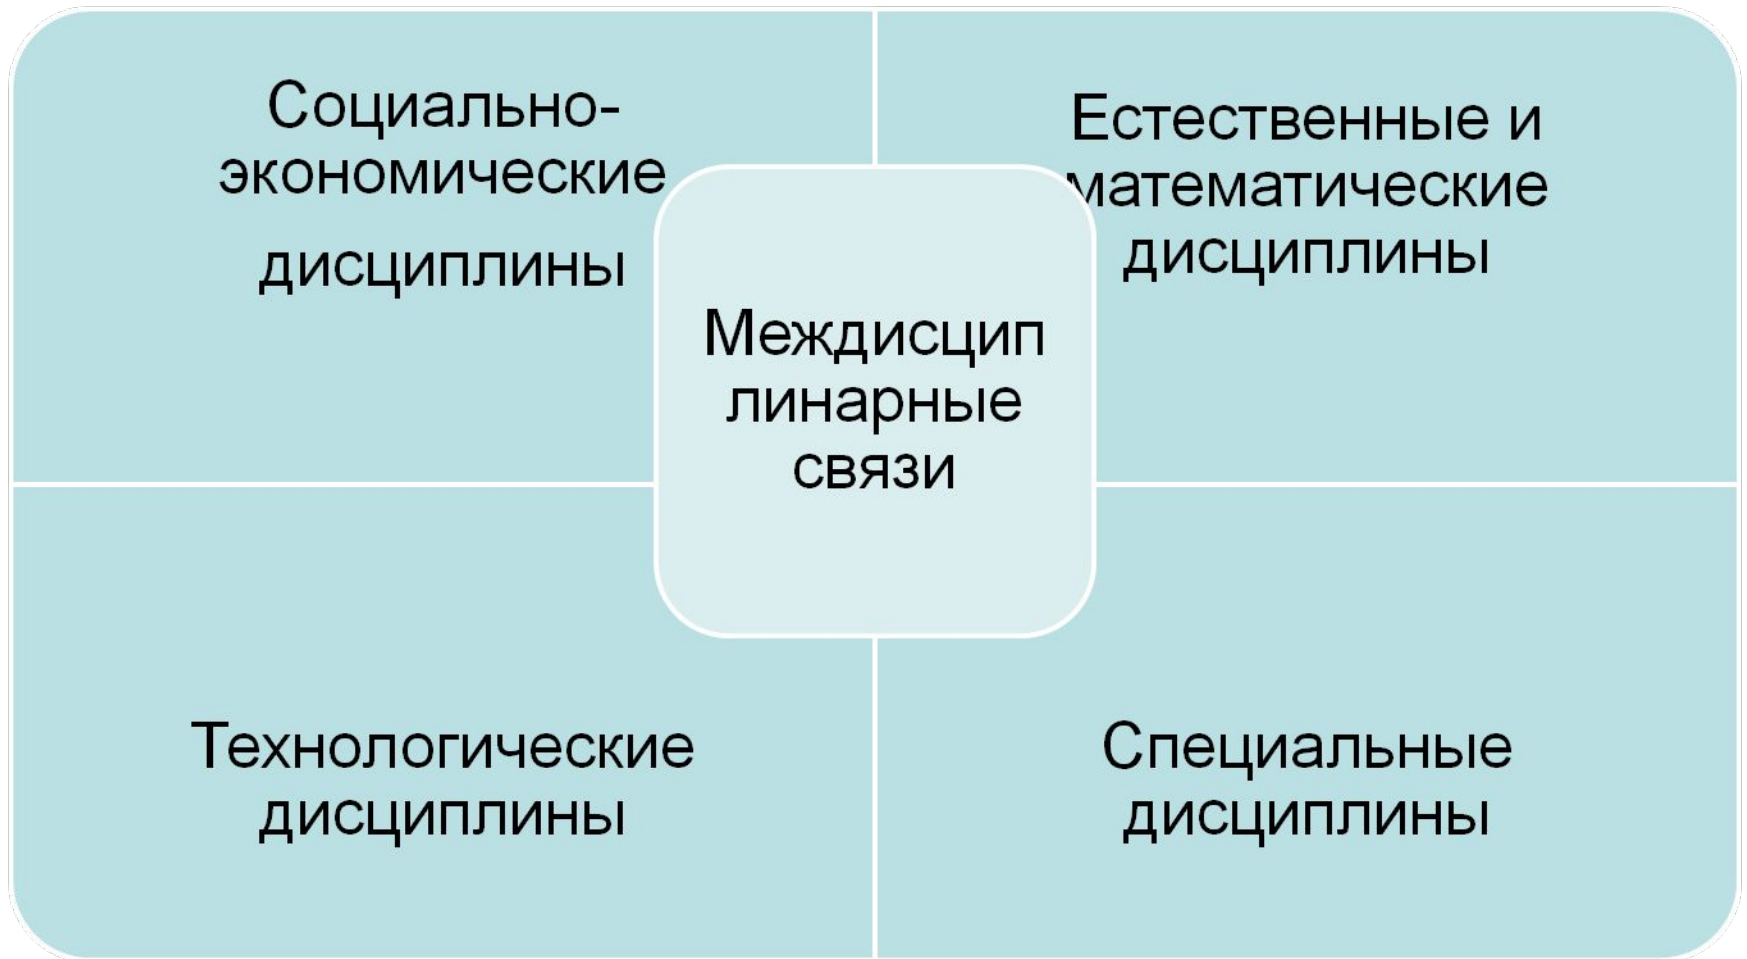 Социально-
экономические
дисциплины
Естественные и
математические
дисциплины
Междисцип
линарные
связи
Технологические
дисциплины
Специальные
дисциплины